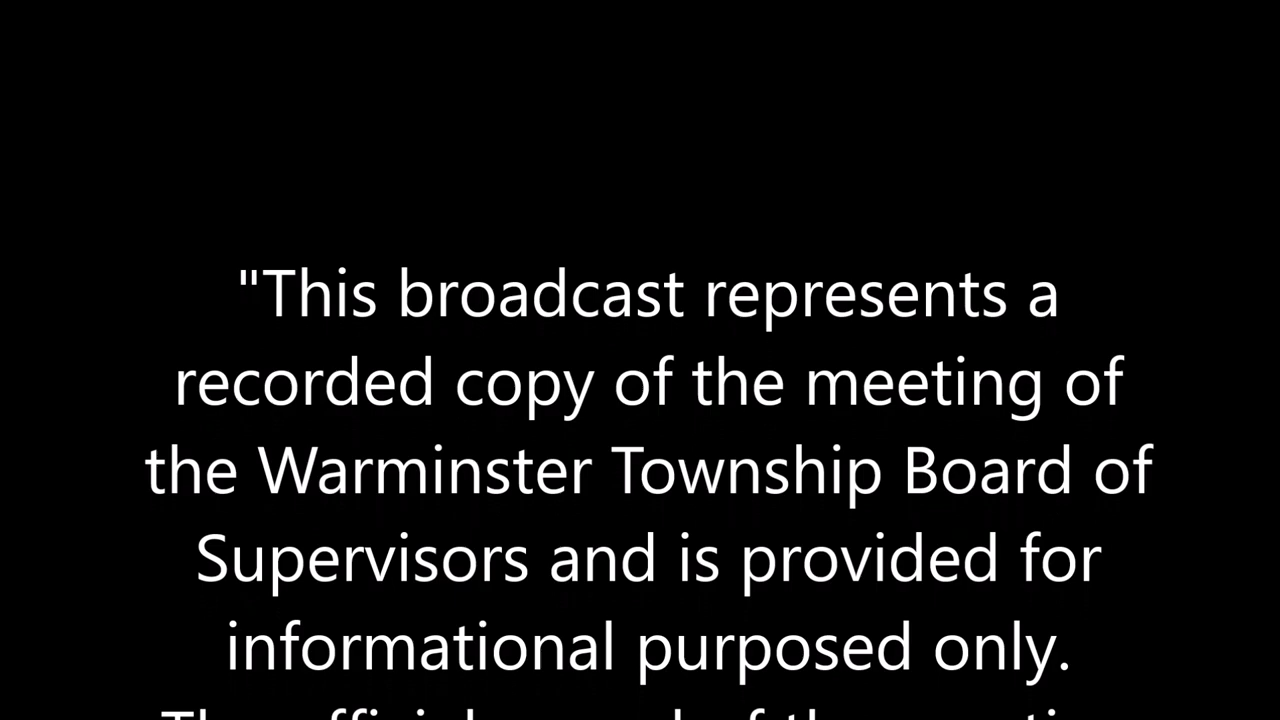 "This broadcast represents a
recorded copy of the meeting of
the Warminster Township Board of
Supervisors and is provided for
informational purposed only.